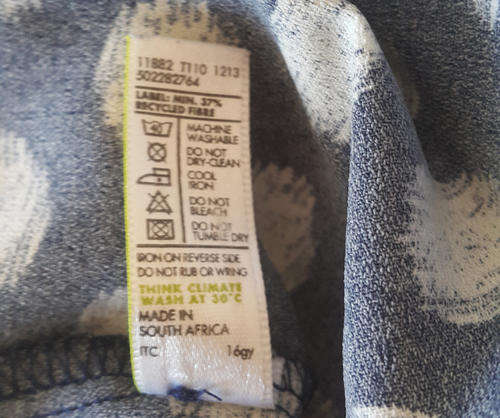 11882 T110 1213
502282764
LABEL: MIN. 37%
RECYCLED FIBRE
MACHINE
WASHABLE
DO NOT
DRY-CLEAN
COOL
IRON
DO NOT
BLEACH
DO NOT
TUMBLE DRY
IRON ON REVERSE SIDE
DO NOT RUB OR WRING
THINK CLIMATE
WASH AT 30°C
MADE IN
SOUTH AFRICA
ITC 16gy